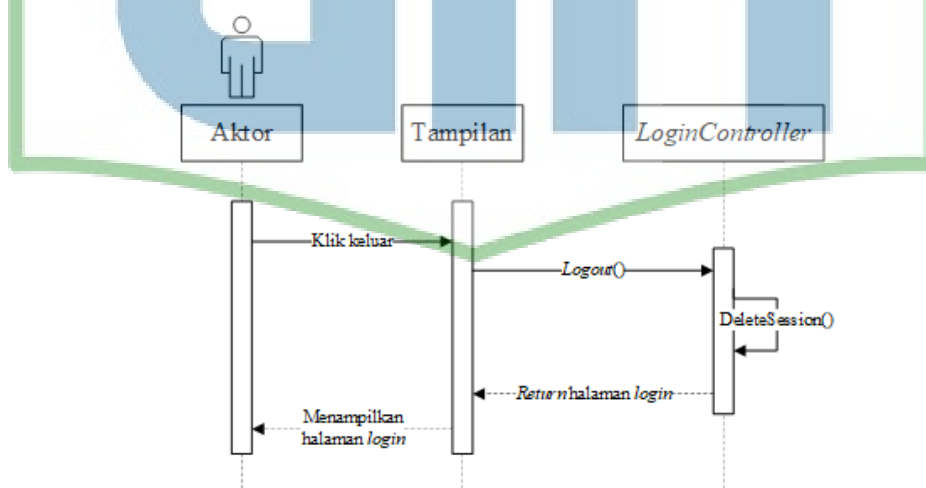 Aktor
Tampilan
LoginController
Klik keluar
Logout()
DeleteSession()
Return halaman login
Menampilkan
halaman login